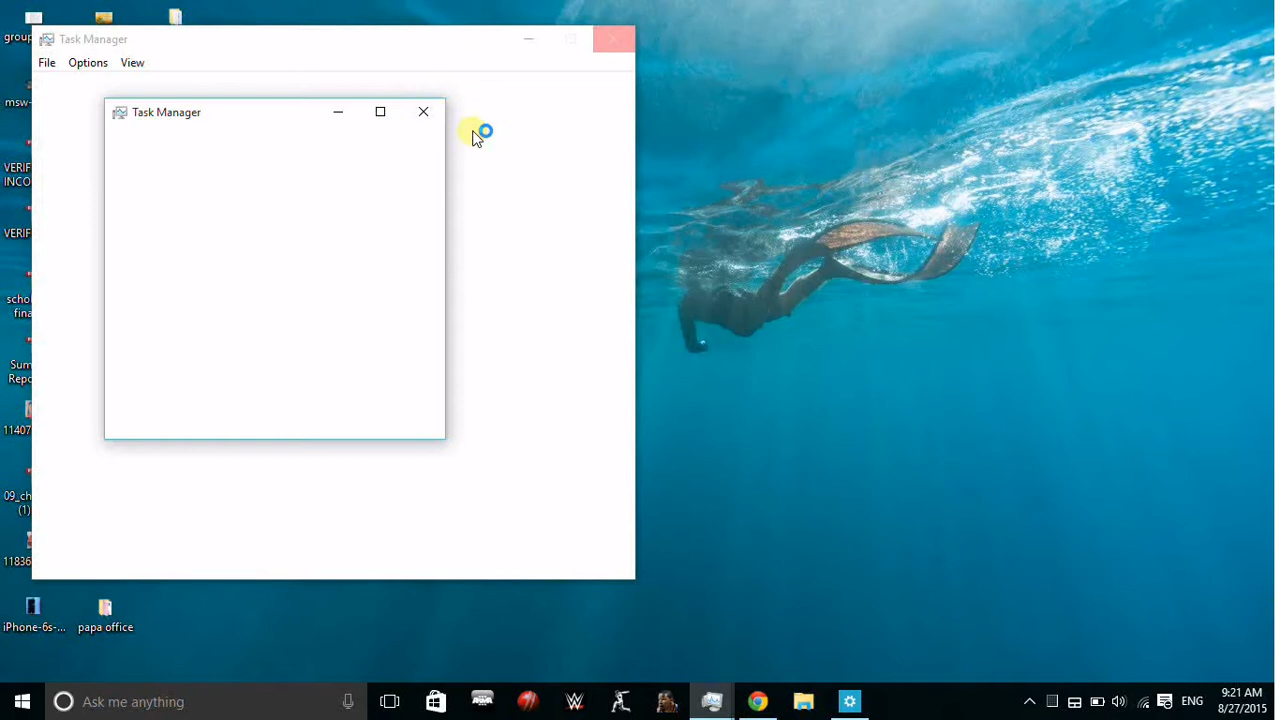 group
Task Manager
File Options View
msw-
Task Manager
VERIF
INCO
VERIF
scho
fina
Sum
Repo
11407
09_ch
(1)
11836
iPhone-6s-...
papa office
Ask me anything
ENG
9:21 AM
8/27/2015